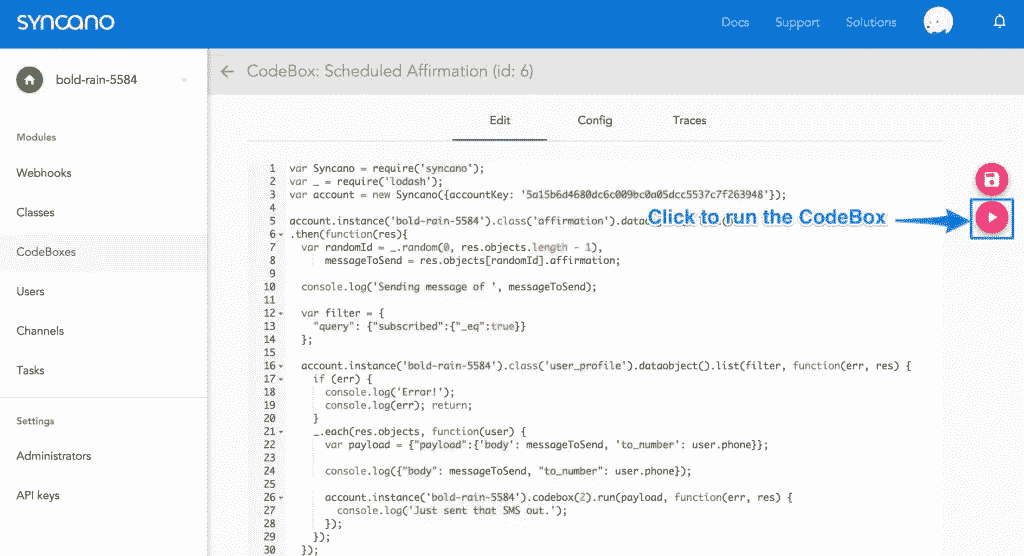 syncano
Docs Support Solutions
bold-rain-5584
Modules
Webhooks
Classes
CodeBoxes
Users
Channels
Tasks
Settings
Administrators
API keys
CodeBox: Scheduled Affirmation (id: 6)
Edit Config Traces
1 var Syncano = require('syncano');
2 var _ = require('lodash');
3 var account = new Syncano({accountKey: '5a15b6d4680dc6c009bc0a05dcc5537c7f263948'});
4
5 account.instance('bold-rain-5584').class('affirmation')
Click to run the CodeBox
6 .then(function(res){
7 var randomId = _.random(0, res.objects.length - 1),
8 messageToSend = res.objects[randomId].affirmation;
9
10 console.log('Sending message of ', messageToSend);
11
12 var filter = {
13 "query": {"subscribed":{"_eq":true}}
14 };
15
16 account.instance('bold-rain-5584').class('user_profile').dataobject().list(filter, function(err, res) {
17 if (err) {
18 console.log('Error!');
19 console.log(err); return;
20 }
21 _.each(res.objects, function(user) {
22 var payload = {"payload":{'body': messageToSend, 'to_number': user.phone}};
23
24 console.log({"body": messageToSend, "to_number": user.phone});
25
26 account.instance('bold-rain-5584').codebox(2).run(payload, function(err, res) {
27 console.log('Just sent that SMS out.');
28 });
29 });
30 });